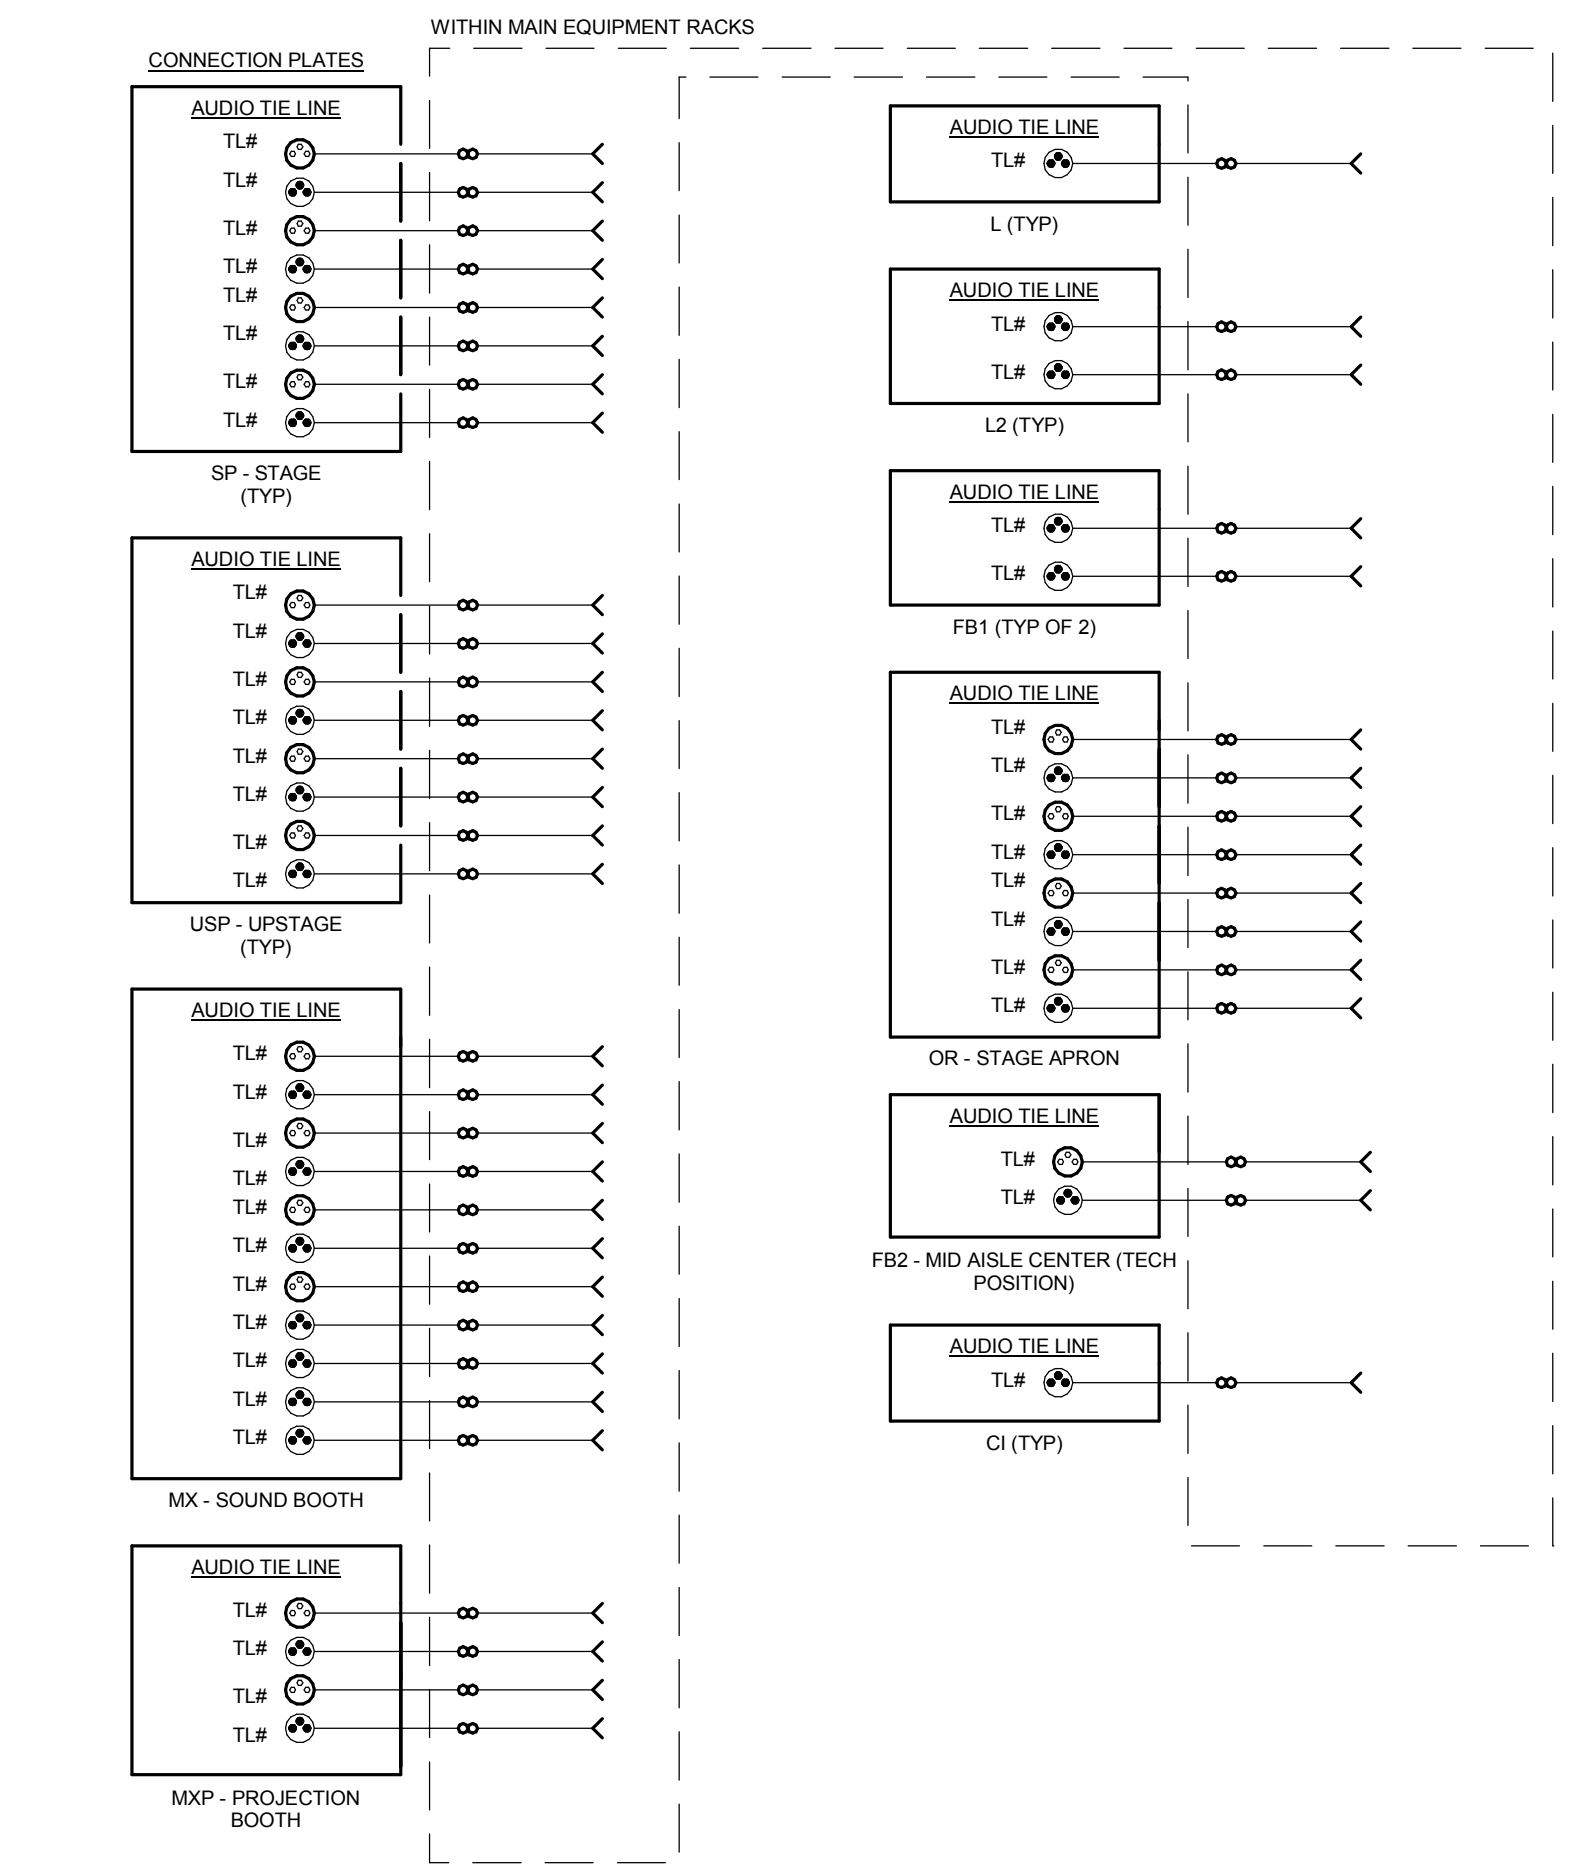 WITHIN MAIN EQUIPMENT RACKS
CONNECTION PLATES
AUDIO TIE LINE
TL#
TL#
TL#
TL#
TL#
TL#
TL#
TL#
SP - STAGE
(TYP)
AUDIO TIE LINE
TL#
TL#
TL#
TL#
TL#
TL#
TL#
TL#
USP - UPSTAGE
(TYP)
AUDIO TIE LINE
TL#
TL#
TL#
TL#
TL#
TL#
TL#
TL#
TL#
TL#
TL#
MX - SOUND BOOTH
AUDIO TIE LINE
TL#
TL#
TL#
TL#
MXP - PROJECTION
BOOTH
AUDIO TIE LINE
TL#
L (TYP)
AUDIO TIE LINE
TL#
TL#
L2 (TYP)
AUDIO TIE LINE
TL#
TL#
FB1 (TYP OF 2)
AUDIO TIE LINE
TL#
TL#
TL#
TL#
TL#
TL#
TL#
TL#
OR - STAGE APRON
AUDIO TIE LINE
TL#
TL#
FB2 - MID AISLE CENTER (TECH
POSITION)
AUDIO TIE LINE
TL#
CI (TYP)